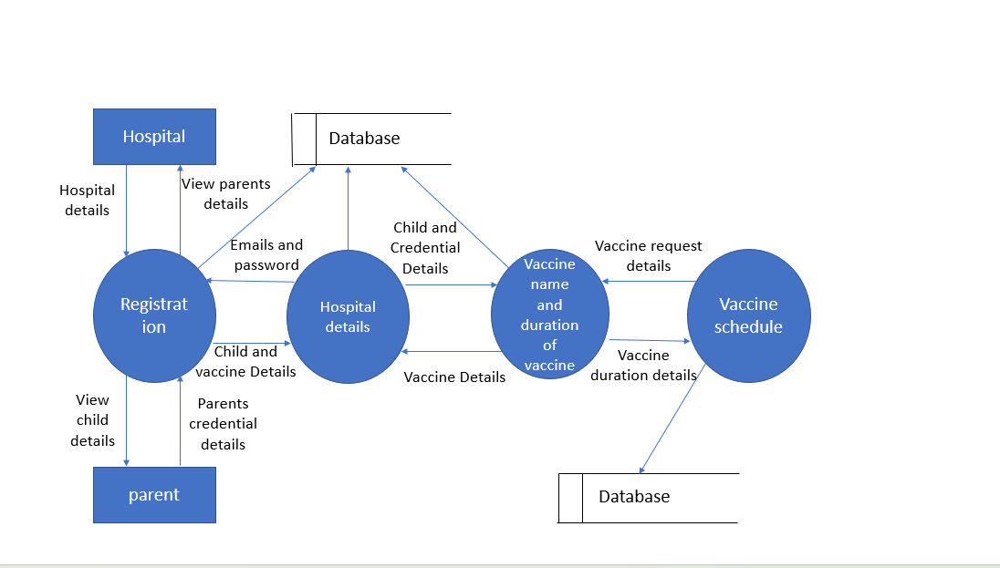 Hospital
Database
Hospital
details
View parents
details
Emails and
password
Child and
Credential
Details
Vaccine request
details
Registrat
ion
Hospital
details
Vaccine
name
and
duration
of
vaccine
Vaccine
schedule
Child and
vaccine Details
Vaccine Details
Vaccine
duration details
View
child
details
Parents
credential
details
parent
Database